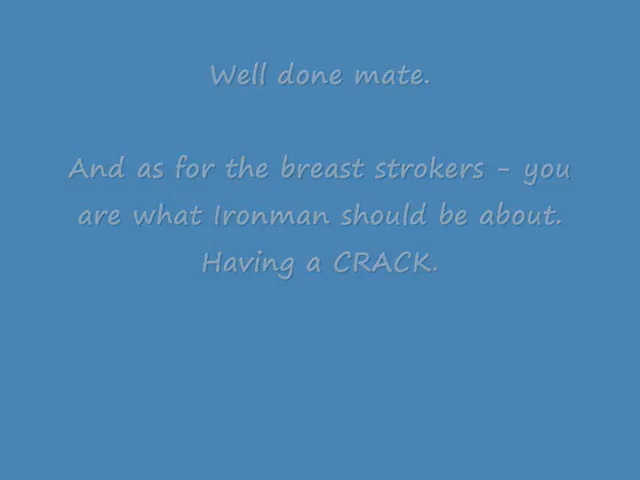 Well done mate.
And as for the breast strokers - you
are what Ironman should be about.
Having a CRACK.